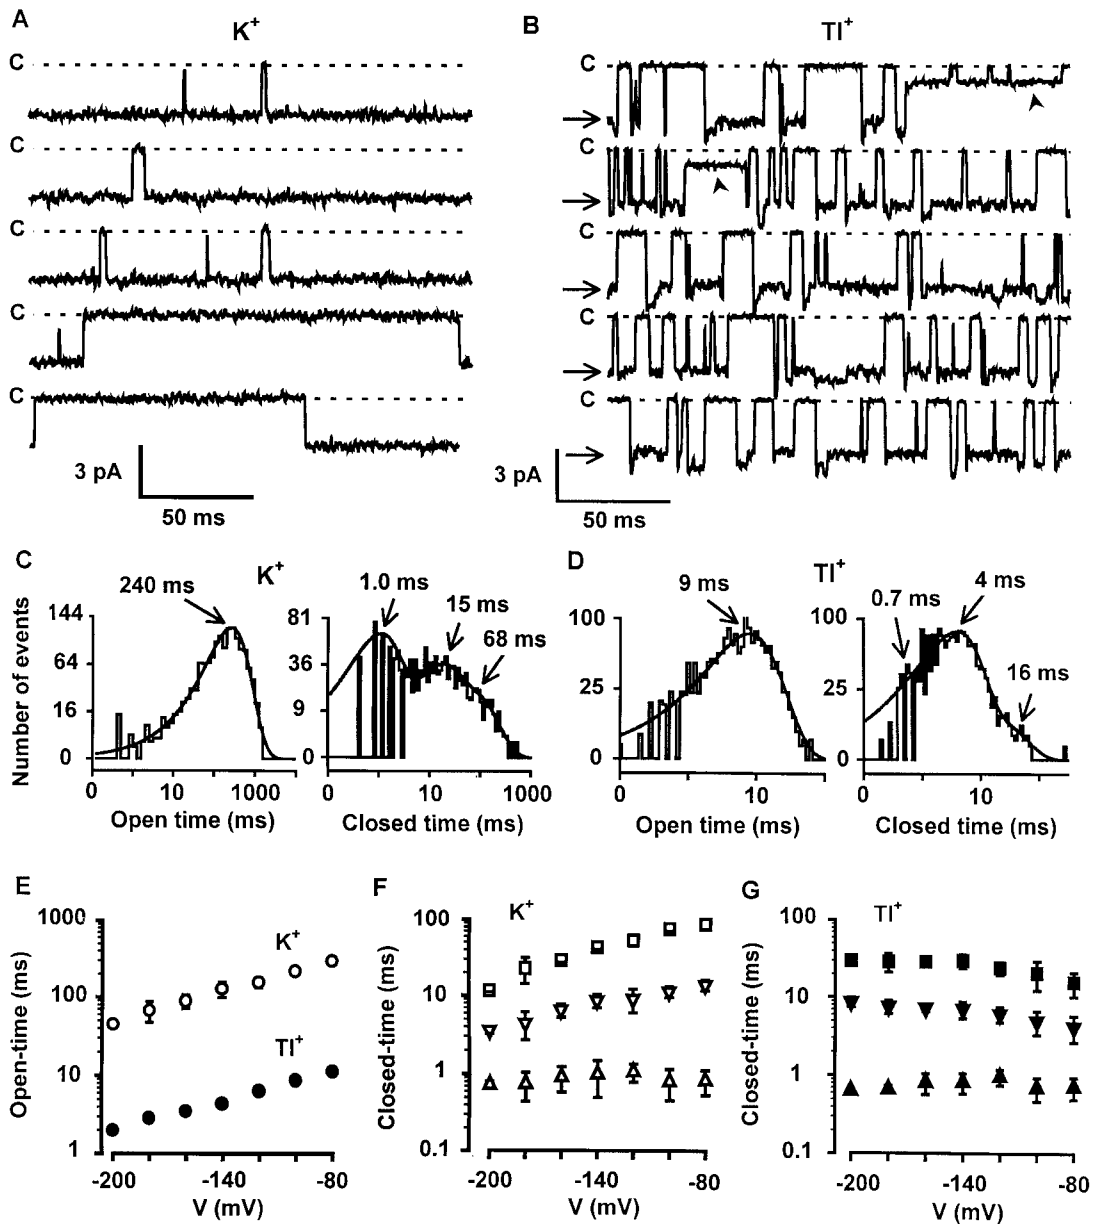 A
K+
C
C
C
C
C
3 pA
50 ms
B
Tl+
C
C
C
C
C
3 pA
50 ms
C
K+
240 ms
1.0 ms
15 ms
68 ms
Number of events
144
64
16
0
0
10
1000
Open time (ms)
81
36
9
0
0
10
1000
Closed time (ms)
D
Tl+
9 ms
0.7 ms
4 ms
16 ms
100
25
0
0
10
Open time (ms)
100
25
0
0
10
Closed time (ms)
E
Open-time (ms)
1000
100
10
1
K+
Tl+
-200
-140
-80
V (mV)
F
K+
Closed-time (ms)
100
10
1
0.1
-200
-140
-80
V (mV)
G
Tl+
Closed-time (ms)
100
10
1
0.1
-200
-140
-80
V (mV)